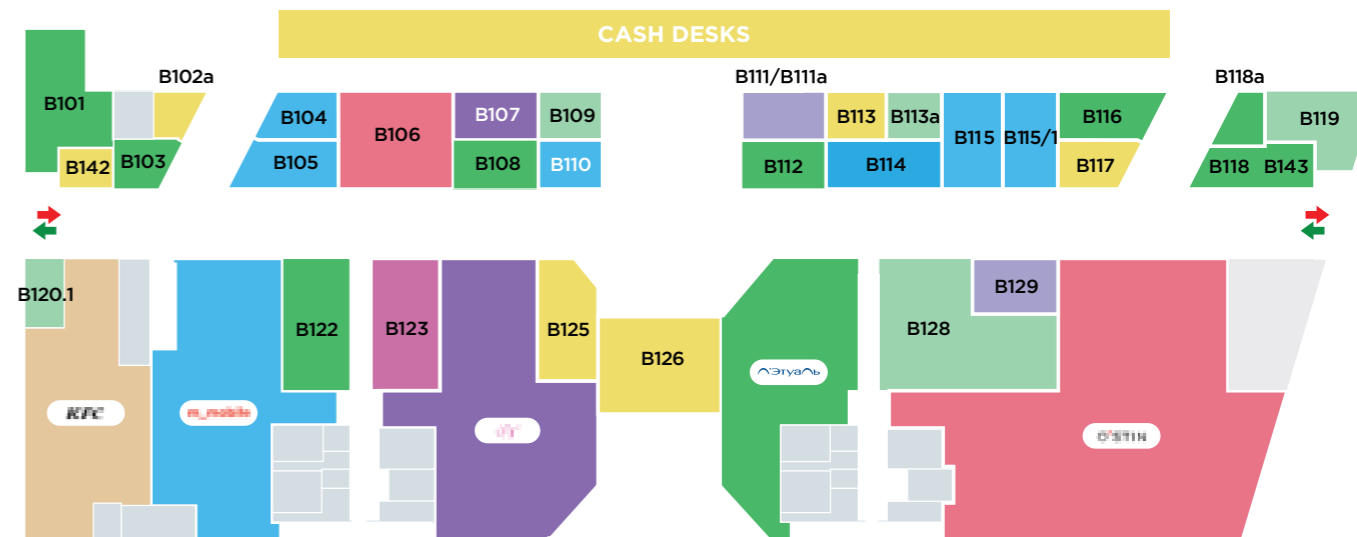 CASH DESKS
B102a
B111/B111a
B118a
B101
B104
B106
B107
B109
B113
B113a
B115
B115/1
B116
B119
B142
B103
B105
B108
B110
B112
B114
B117
B118
B143
B120.1
B122
B123
B125
B126
Л'ЭтуаЛь
B128
B129
KFC
m_mobile
O'STIN